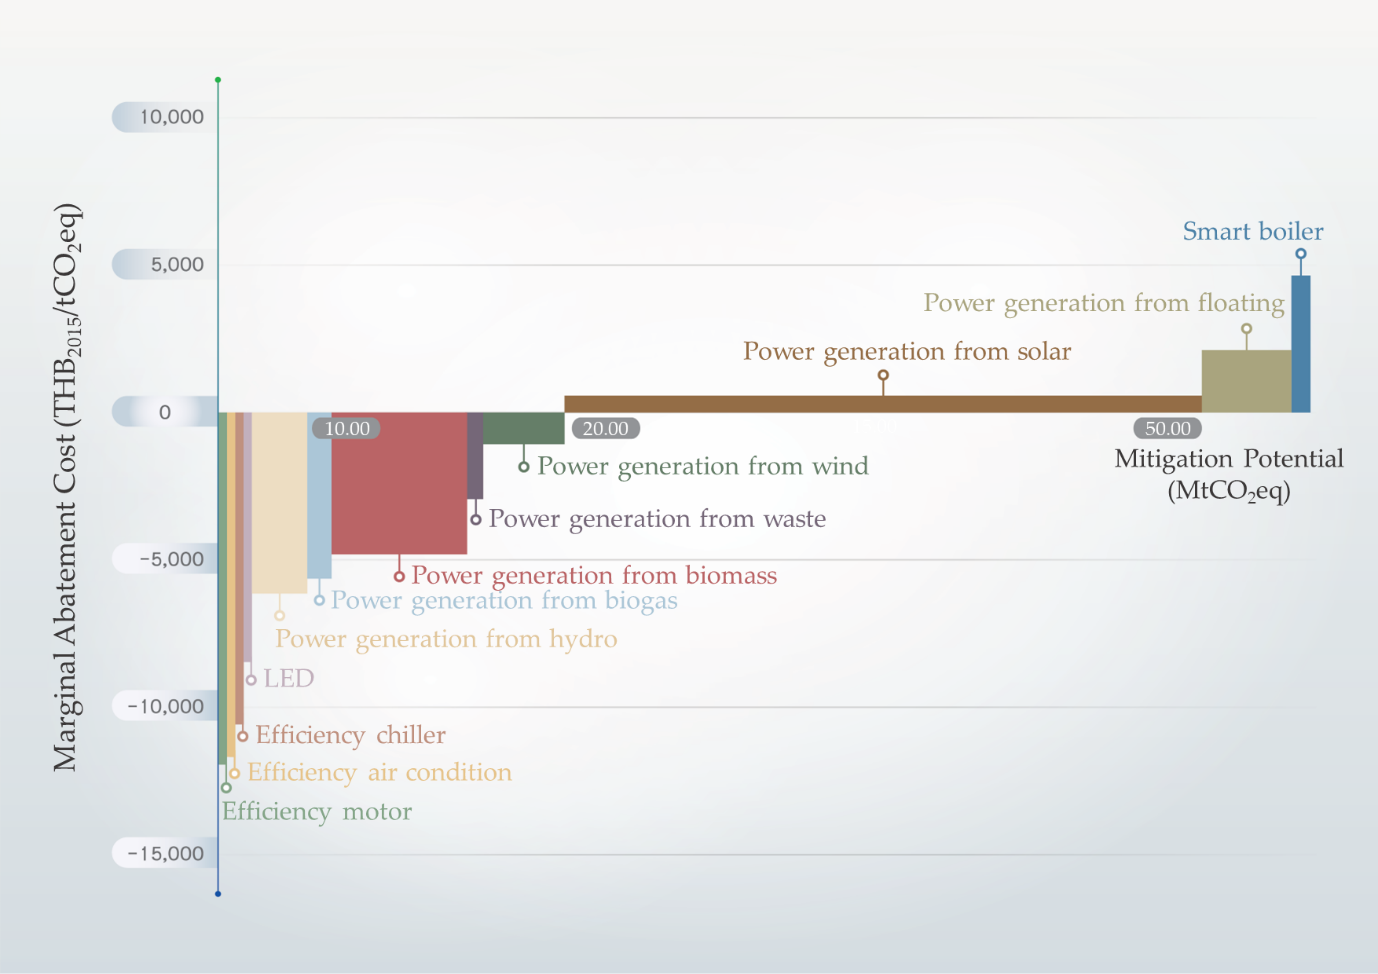 10,000
5,000
0
-5,000
-10,000
-15,000
Marginal Abatement Cost (THB2015/tCO2eq)
Smart boiler
Power generation from floating
Power generation from solar
10.00
20.00
50.00
Mitigation Potential
(MtCO2eq)
Power generation from wind
Power generation from waste
Power generation from biomass
Power generation from biogas
Power generation from hydro
LED
Efficiency chiller
Efficiency air condition
Efficiency motor